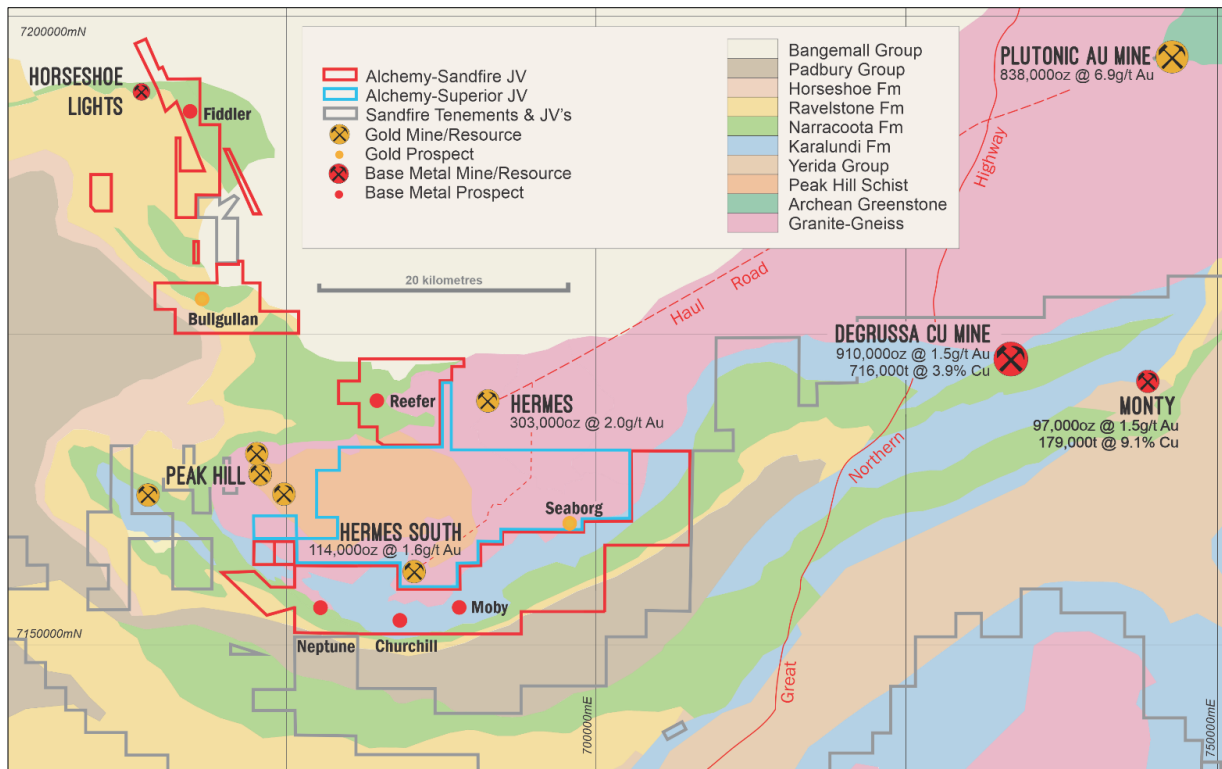 7200000mN
HORSESHOE
LIGHTS
Fiddler
Alchemy-Sandfire JV
Alchemy-Superior JV
Sandfire Tenements & JV's
Gold Mine/Resource
Gold Prospect
Base Metal Mine/Resource
Base Metal Prospect
Bangemall Group
Padbury Group
Horseshoe Fm
Ravelstone Fm
Narracoota Fm
Karalundi Fm
Yerida Group
Peak Hill Schist
Archean Greenstone
Granite-Gneiss
PLUTONIC AU MINE
838,000oz @ 6.9g/t Au
Highway
20 kilometres
Haul Road
Bullgullan
DEGRUSSA CU MINE
910,000oz @ 1.5g/t Au
716,000t @ 3.9% Cu
Reefer
HERMES
303,000oz @ 2.0g/t Au
MONTY
97,000oz @ 1.5g/t Au
179,000t @ 9.1% Cu
PEAK HILL
Northern
Seaborg
HERMES SOUTH
114,000oz @ 1.6g/t Au
Moby
7150000mN
Neptune
Churchill
Great
700000mE
750000mE